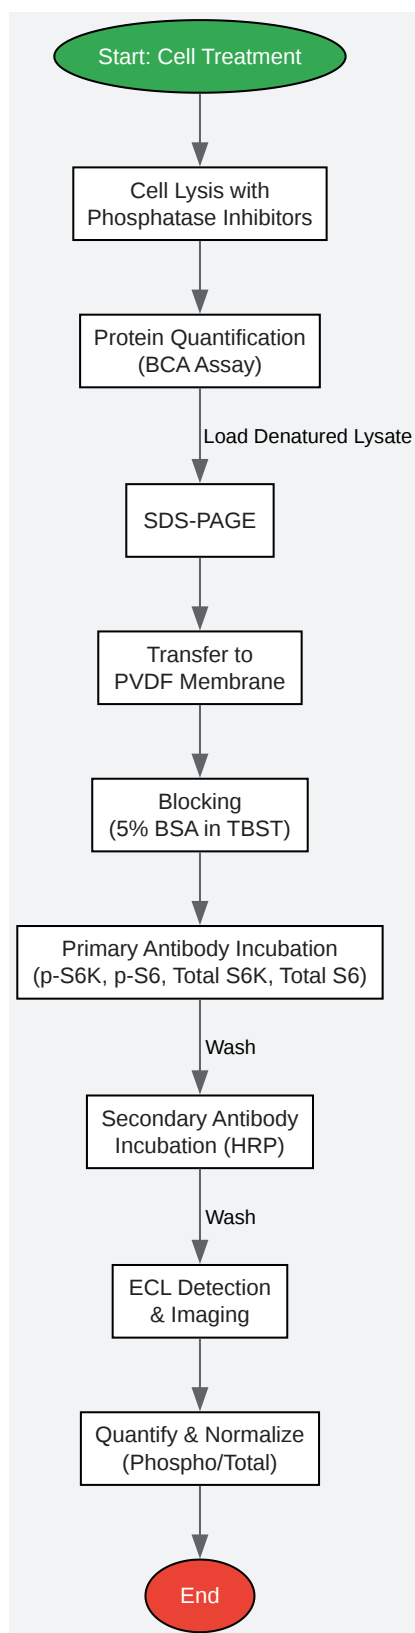 Start: Cell Treatment
Cell Lysis with
Phosphatase Inhibitors
Protein Quantification
(BCA Assay)
Load Denatured Lysate
SDS-PAGE
Transfer to
PVDF Membrane
Blocking
(5% BSA in TBST)
Primary Antibody Incubation
(p-S6K, p-S6, Total S6K, Total S6)
Wash
Secondary Antibody
Incubation (HRP)
Wash
ECL Detection
& Imaging
Quantify & Normalize
(Phospho/Total)
End